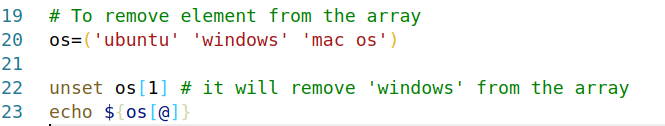 19 # To remove element from the array
20 os=('ubuntu' 'windows' 'mac os')
21
22 unset os[1] # it will remove 'windows' from the array
23 echo ${os[@]}